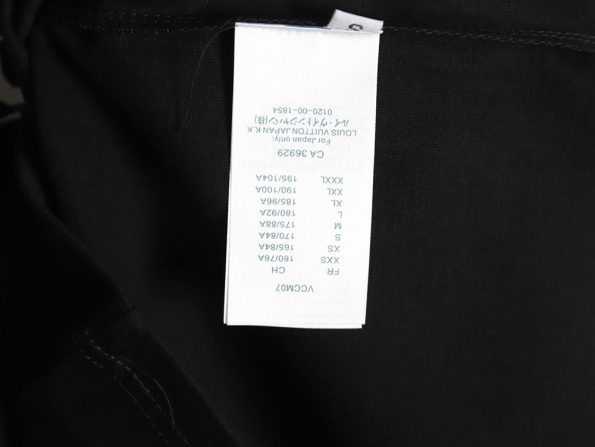 VCCM07
FR CH
XXS 160/76A
XS 165/84A
S 170/84A
M 175/88A
L 180/92A
XL 185/96A
XXL 190/100A
XXXL 195/104A
CA 36929
For Japan only:
LOUIS VUITTON JAPAN K.K
ルイ・ヴィトンジャパン(株)
0120-00-1854